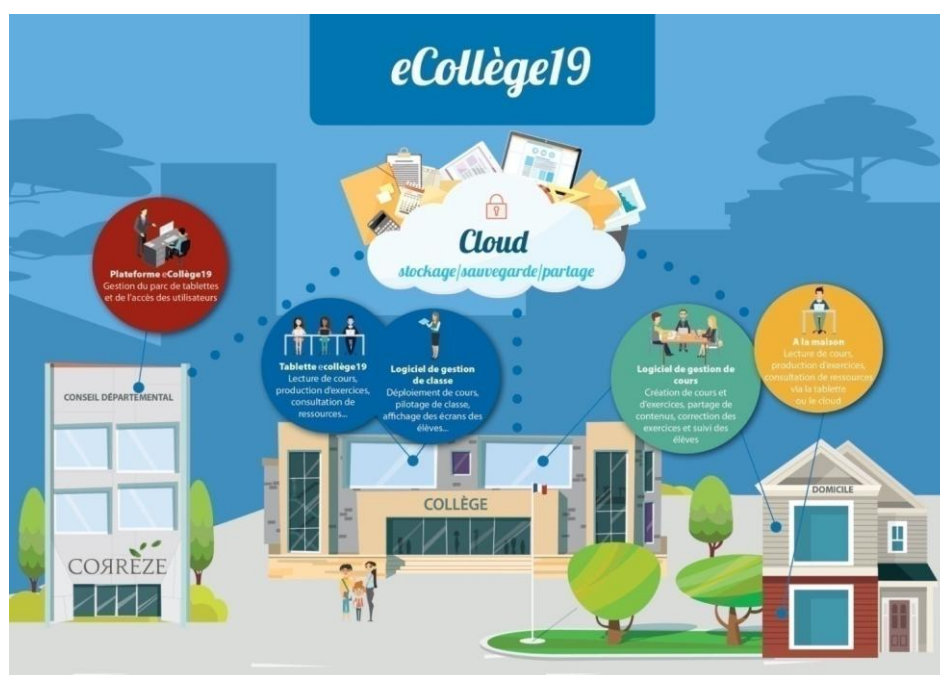 eCollège19
Cloud
stockage/sauvegarde/partage
Plateforme eCollège19
Gestion du parc de tablettes
et de l'accès des utilisateurs
Tablette ecollège19
Lecture de cours,
production d'exercices,
consultation de
ressources...
Logiciel de gestion
de classe
Déploiement de cours,
pilotage de classe,
affichage des écrans des
élèves...
Logiciel de gestion de
cours
Création de cours et
d'exercices, partage de
contenus, correction des
exercices et suivi des
élèves
A la maison
Lecture de cours,
production d'exercices,
consultation de ressources
via la tablette
ou le cloud
CONSEIL DÉPARTEMENTAL
CORRÈZE
COLLÈGE
DOMICILE